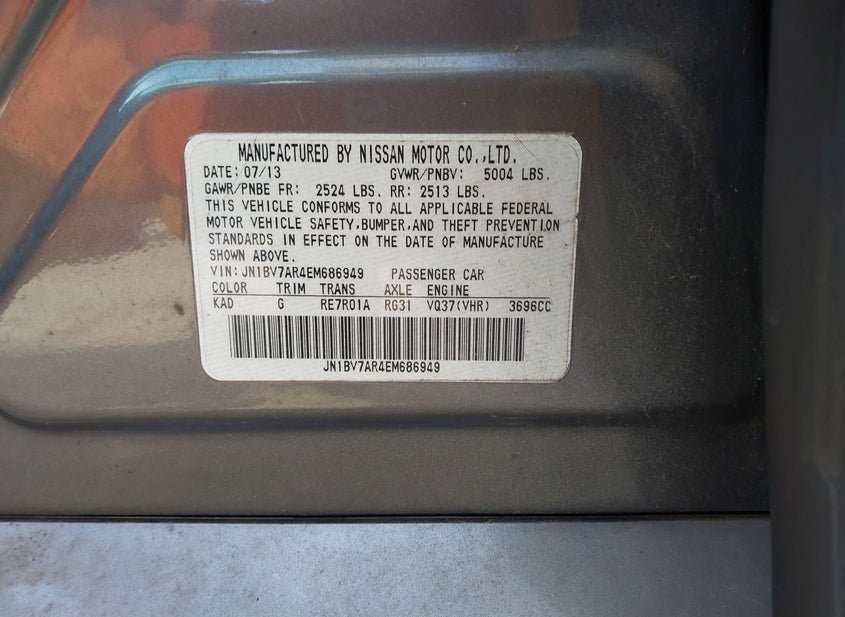 MANUFACTURED BY NISSAN MOTOR CO.,LTD.
DATE: 07/13 GVWR/PNBV: 5004 LBS.
GAWR/PNBE FR: 2524 LBS. RR: 2513 LBS.
THIS VEHICLE CONFORMS TO ALL APPLICABLE FEDERAL
MOTOR VEHICLE SAFETY,BUMPER,AND THEFT PREVENTION
STANDARDS IN EFFECT ON THE DATE OF MANUFACTURE
SHOWN ABOVE.
VIN: JN1BV7AR4EM686949 PASSENGER CAR
COLOR TRIM TRANS AXLE ENGINE
KAD G RE7R01A RG31 VQ37(VHR) 3696CC
JN1BV7AR4EM686949